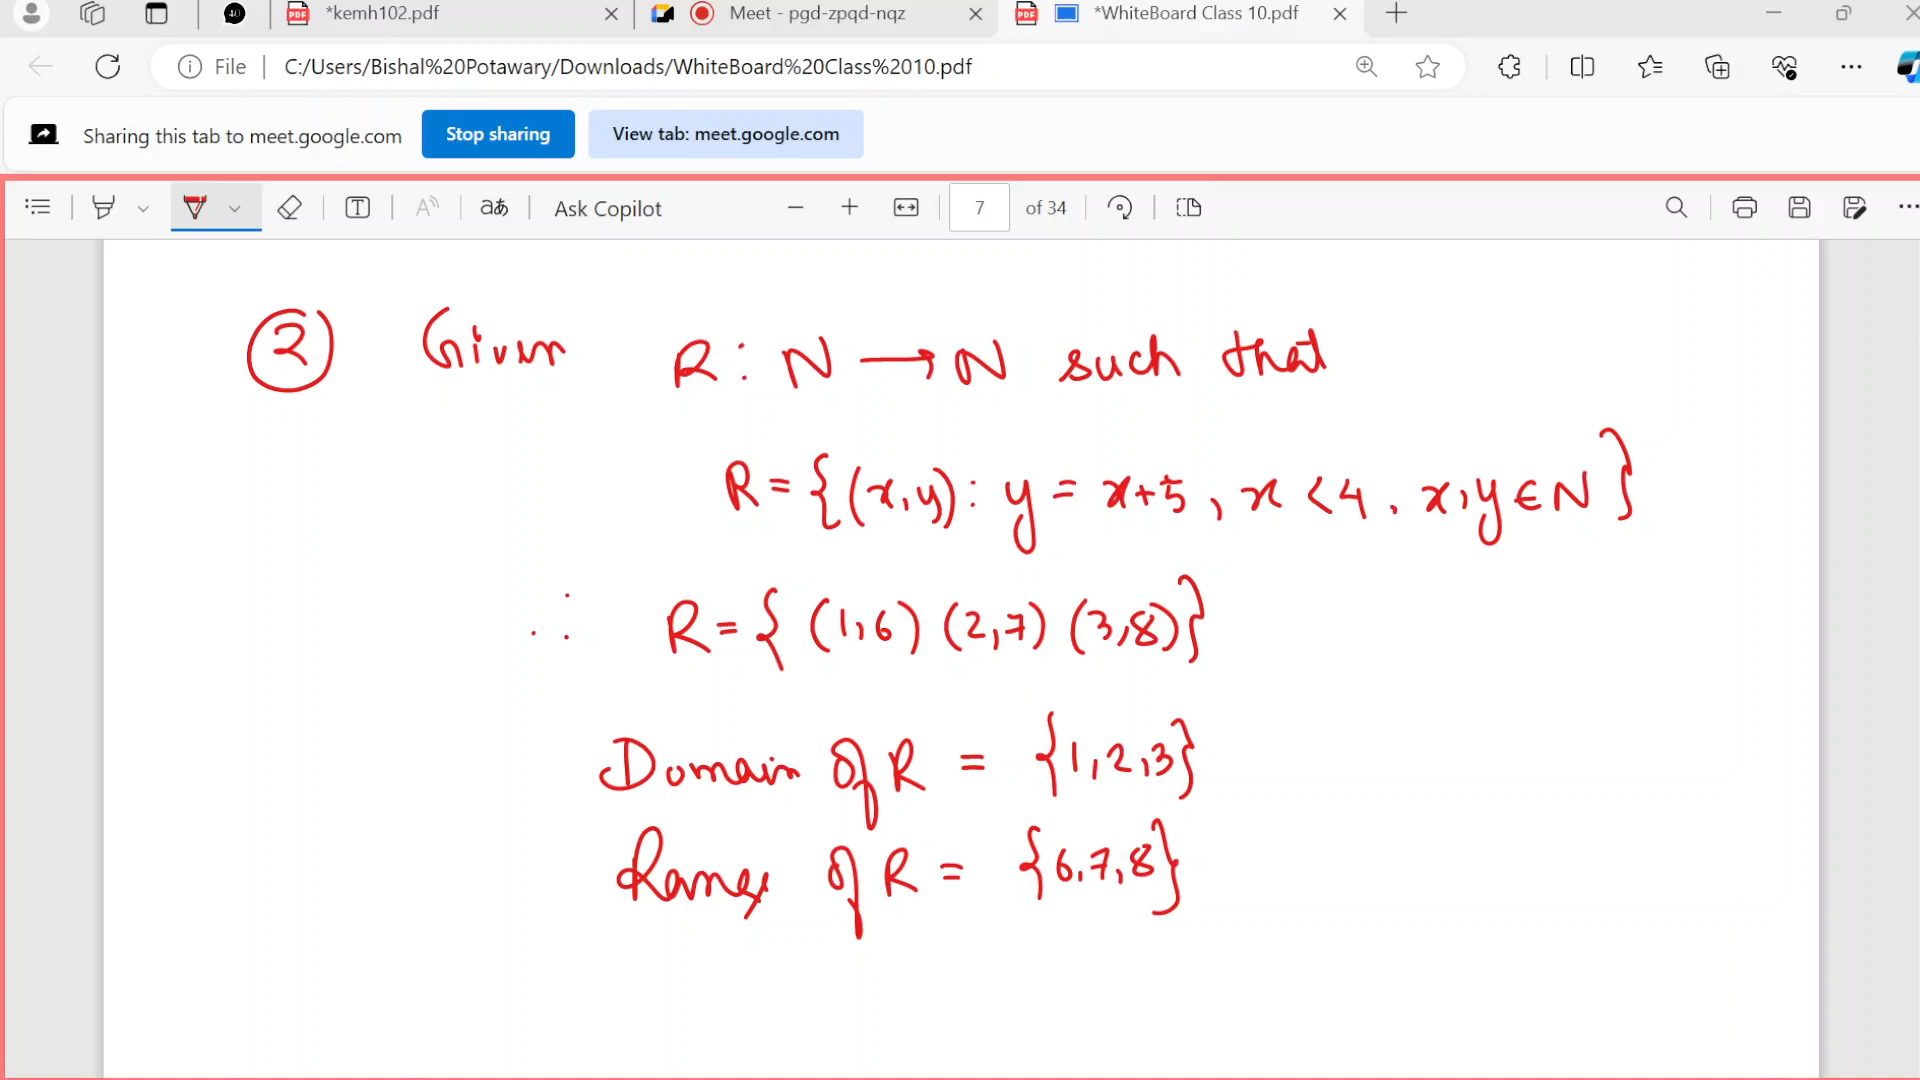 *kemh102.pdf Meet - pgd-zpqd-nqz *WhiteBoard Class 10.pdf
File C:/Users/Bishal%20Potawary/Downloads/WhiteBoard%20Class%2010.pdf
Sharing this tab to meet.google.com Stop sharing View tab: meet.google.com
Ask Copilot 7 of 34
② Given R : N → N such that
R = {(x,y) : y = x+5, x < 4, x,y ∈ N}
∴ R = { (1,6) (2,7) (3,8)}
Domain of R = {1,2,3}
Range of R = {6,7,8}